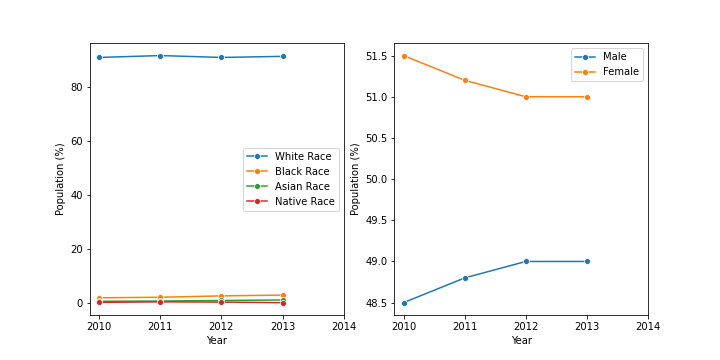 80
60
40
20
0
Population (%)
2010 2011 2012 2013 2014
Year
White Race
Black Race
Asian Race
Native Race
51.5
51.0
50.5
50.0
49.5
49.0
48.5
Population (%)
2010 2011 2012 2013 2014
Year
Male
Female